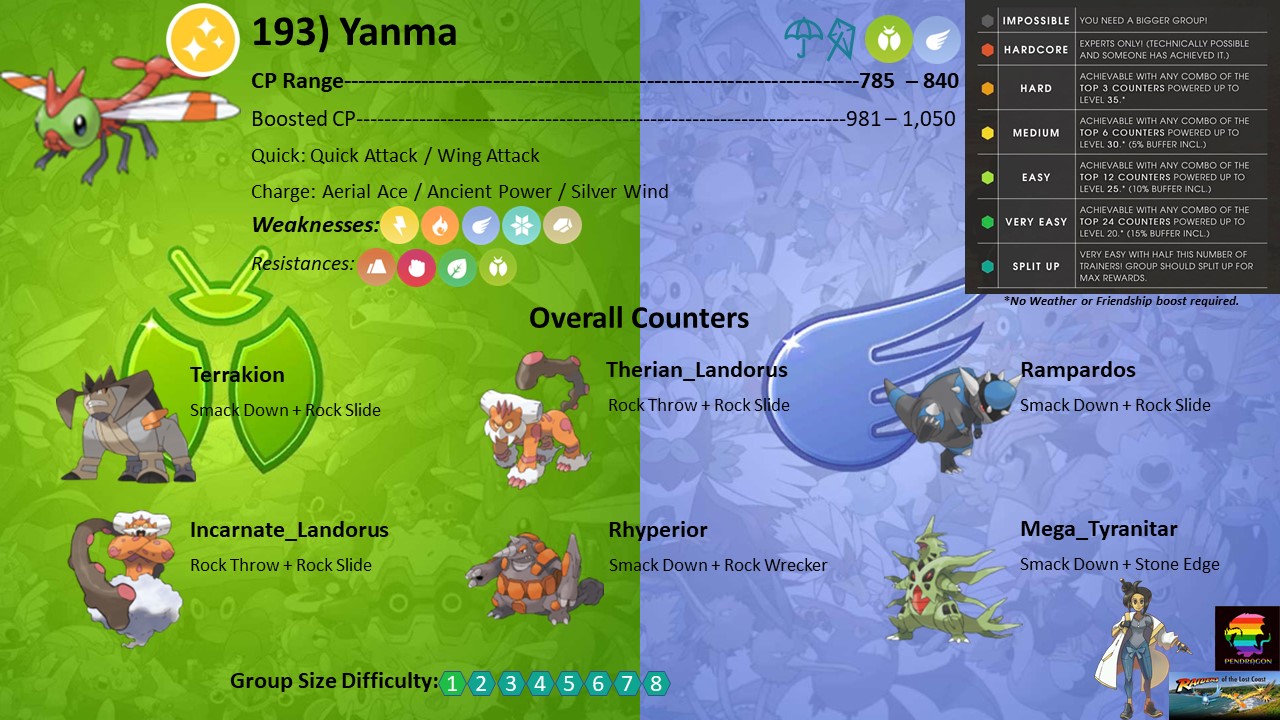 193) Yanma
CP Range------------------------------------------------------------------------785 – 840
Boosted CP----------------------------------------------------------------------981 – 1,050
Quick: Quick Attack / Wing Attack
Charge: Aerial Ace / Ancient Power / Silver Wind
Weaknesses:
Resistances:
IMPOSSIBLE YOU NEED A BIGGER GROUP!
HARDCORE EXPERTS ONLY! (TECHNICALLY POSSIBLE
AND SOMEONE HAS ACHIEVED IT.)
HARD ACHIEVABLE WITH ANY COMBO OF THE
TOP 3 COUNTERS POWERED UP TO
LEVEL 35.*
MEDIUM ACHIEVABLE WITH ANY COMBO OF THE
TOP 6 COUNTERS POWERED UP TO
LEVEL 30.* (5% BUFFER INCL.)
EASY ACHIEVABLE WITH ANY COMBO OF THE
TOP 12 COUNTERS POWERED UP TO
LEVEL 25.* (10% BUFFER INCL.)
VERY EASY ACHIEVABLE WITH ANY COMBO OF THE
TOP 24 COUNTERS POWERED UP TO
LEVEL 20.* (15% BUFFER INCL.)
SPLIT UP VERY EASY WITH HALF THIS NUMBER OF
TRAINERS! GROUP SHOULD SPLIT UP FOR
MAX REWARDS.
*No Weather or Friendship boost required.
Overall Counters
Terrakion
Smack Down + Rock Slide
Therian_Landorus
Rock Throw + Rock Slide
Rampardos
Smack Down + Rock Slide
Incarnate_Landorus
Rock Throw + Rock Slide
Rhyperior
Smack Down + Rock Wrecker
Mega_Tyranitar
Smack Down + Stone Edge
Group Size Difficulty: 1 2 3 4 5 6 7 8
PENDRAGON
RAIDERS of the Lost Coast